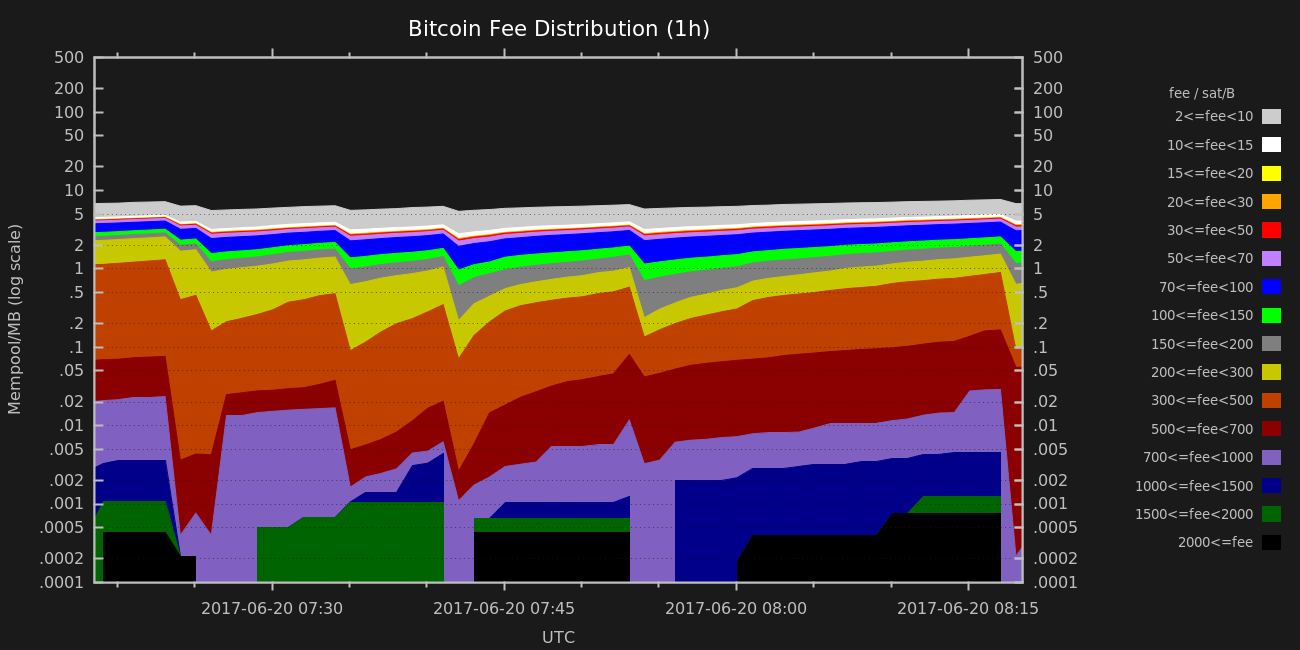 Bitcoin Fee Distribution (1h)
500 500
200 200
100 100
50 50
20 20
10 10
5 5
2 2
1 1
.5 .5
.2 .2
.1 .1
.05 .05
.02 .02
.01 .01
.005 .005
.002 .002
.001 .001
.0005 .0005
.0002 .0002
.0001 .0001
Mempool/MB (log scale)
2017-06-20 07:30 2017-06-20 07:45 2017-06-20 08:00 2017-06-20 08:15
UTC
fee / sat/B
2<=fee<10
10<=fee<15
15<=fee<20
20<=fee<30
30<=fee<50
50<=fee<70
70<=fee<100
100<=fee<150
150<=fee<200
200<=fee<300
300<=fee<500
500<=fee<700
700<=fee<1000
1000<=fee<1500
1500<=fee<2000
2000<=fee